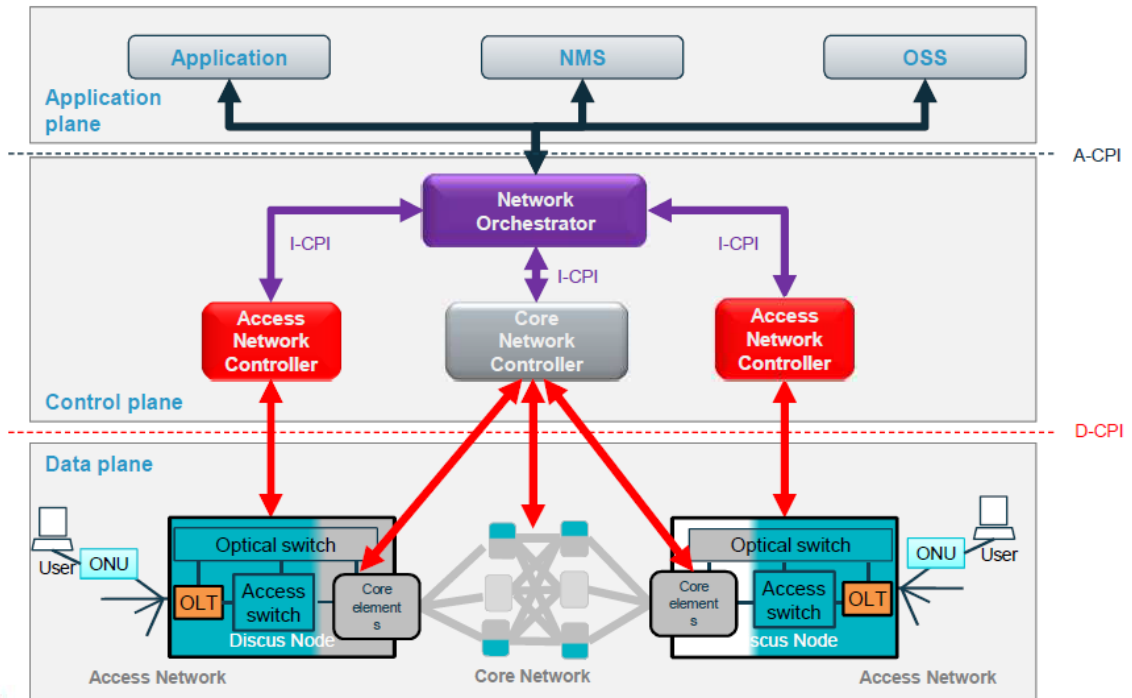 Application
NMS
OSS
Application
plane
A-CPI
Network
Orchestrator
I-CPI
I-CPI
I-CPI
Access
Network
Controller
Core
Network
Controller
Access
Network
Controller
Control plane
D-CPI
Data plane
User
ONU
Optical switch
OLT
Access
switch
Core
element
s
Discus Node
Optical switch
Core
element
s
Access
switch
OLT
scus Node
ONU
User
Access Network
Core Network
Access Network